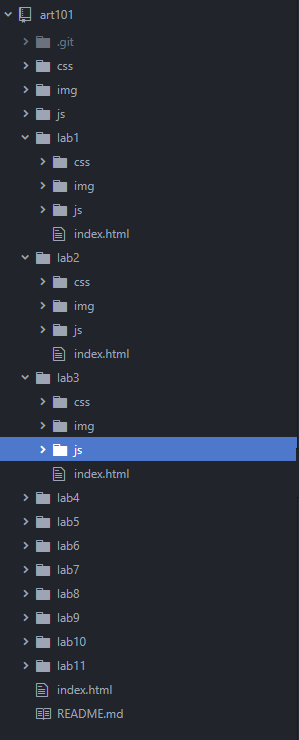 art101
.git
css
img
js
lab1
css
img
js
index.html
lab2
css
img
js
index.html
lab3
css
img
js
index.html
lab4
lab5
lab6
lab7
lab8
lab9
lab10
lab11
index.html
README.md